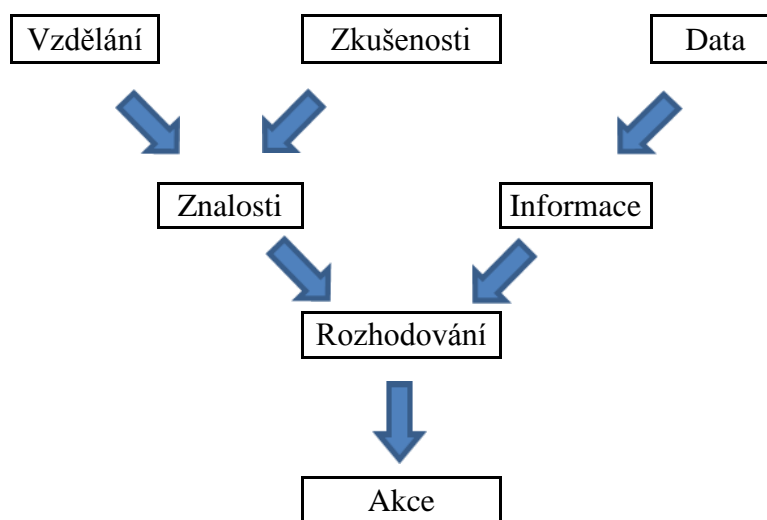 Vzdělání
Zkušenosti
Data
Znalosti
Informace
Rozhodování
Akce